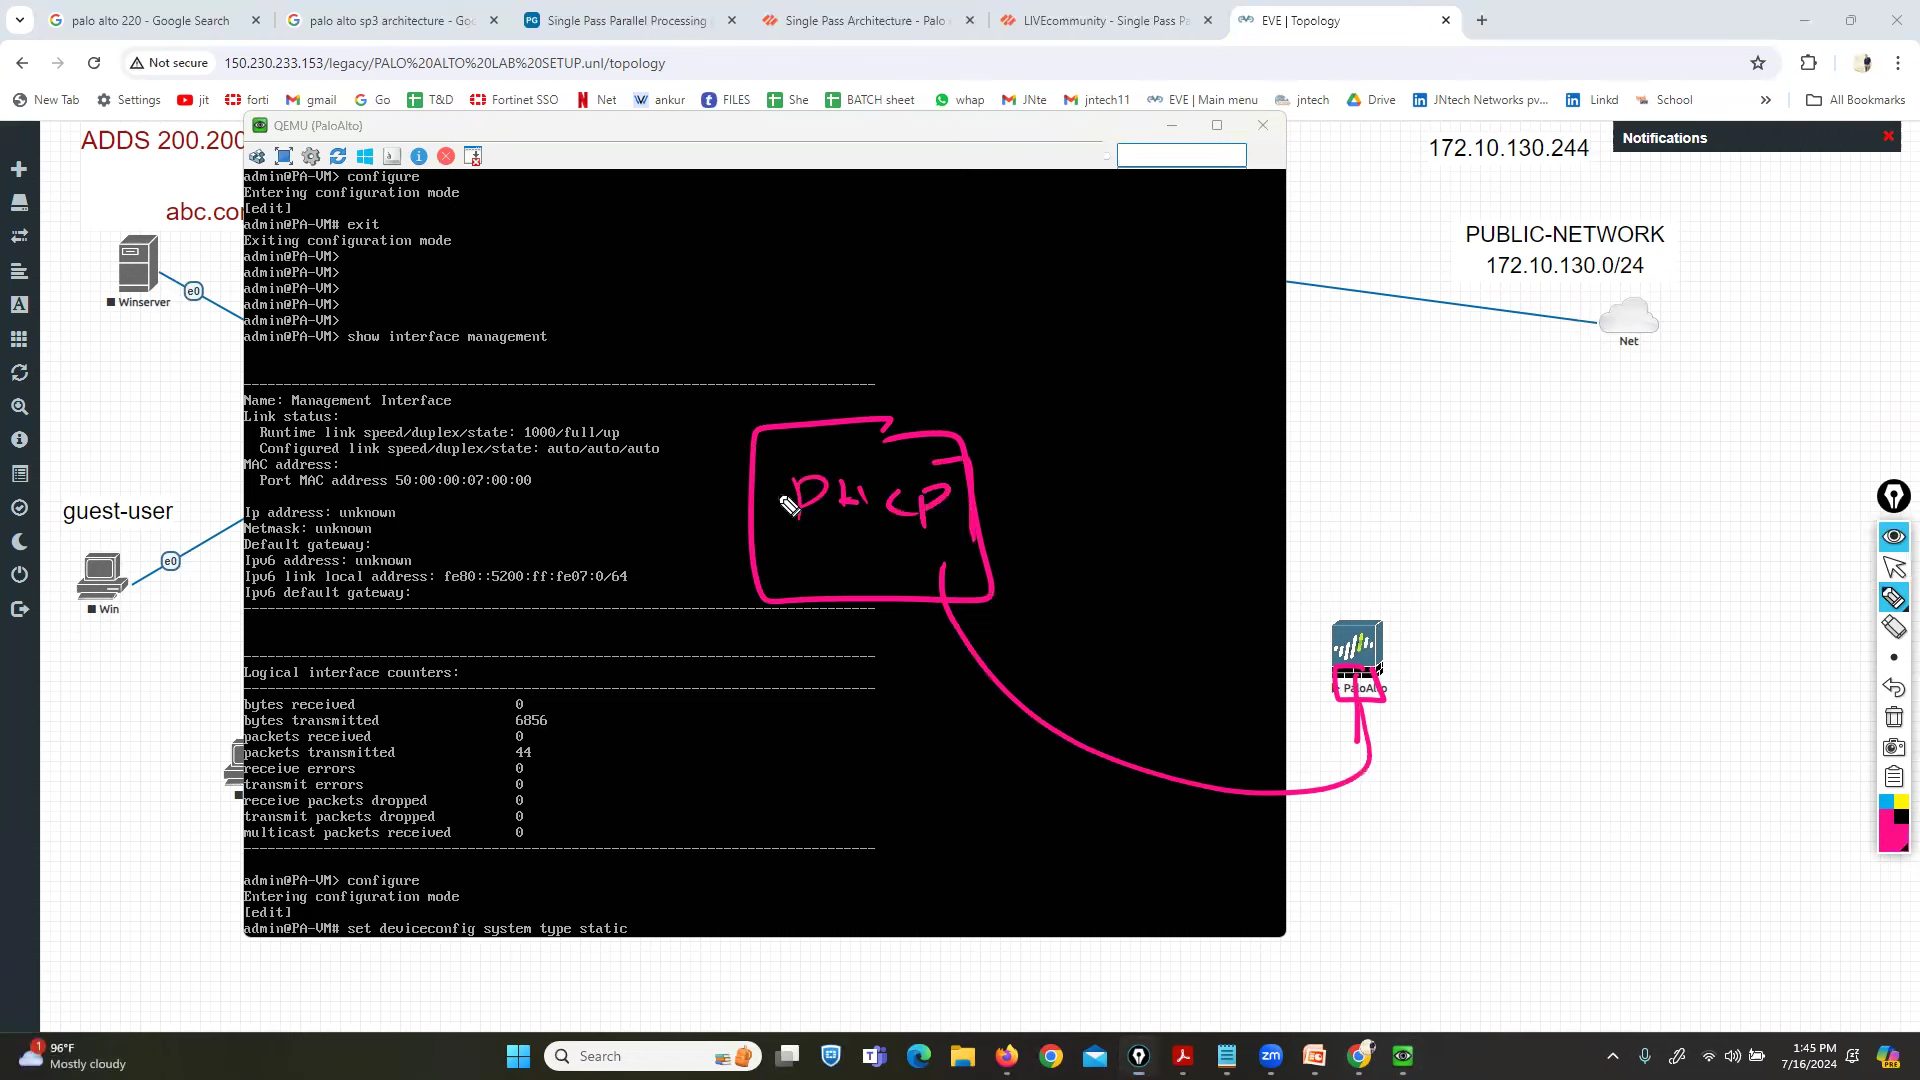 palo alto 220 - Google Search
palo alto sp3 architecture - Goo
Single Pass Parallel Processing
Single Pass Architecture - Palo
LIVEcommunity - Single Pass Pa
EVE | Topology
Not secure
150.230.233.153/legacy/PALO%20ALTO%20LAB%20SETUP.unl/topology
New Tab
Settings
jit
forti
gmail
Go
T&D
Fortinet SSO
Net
ankur
FILES
She
BATCH sheet
whap
JNte
jntech11
EVE | Main menu
jntech
Drive
JNtech Networks pv...
Linkd
School
All Bookmarks
ADDS 200.200
abc.con
Winserver
e0
guest-user
e0
Win
QEMU (PaloAlto)
admin@PA-VM> configure
Entering configuration mode
[edit]
admin@PA-VM# exit
Exiting configuration mode
admin@PA-VM>
admin@PA-VM>
admin@PA-VM>
admin@PA-VM>
admin@PA-VM>
admin@PA-VM> show interface management
Name: Management Interface
Link status:
Runtime link speed/duplex/state: 1000/full/up
Configured link speed/duplex/state: auto/auto/auto
MAC address:
Port MAC address 50:00:00:07:00:00
Ip address: unknown
Netmask: unknown
Default gateway:
Ipv6 address: unknown
Ipv6 link local address: fe80::5200:ff:fe07:0/64
Ipv6 default gateway:
Logical interface counters:
bytes received 0
bytes transmitted 6856
packets received 0
packets transmitted 44
receive errors 0
transmit errors 0
receive packets dropped 0
transmit packets dropped 0
multicast packets received 0
admin@PA-VM> configure
Entering configuration mode
[edit]
admin@PA-VM# set deviceconfig system type static
DHCP
172.10.130.244
Notifications
PUBLIC-NETWORK
172.10.130.0/24
Net
PaloAlto
96°F
Mostly cloudy
Search
1:45 PM
7/16/2024